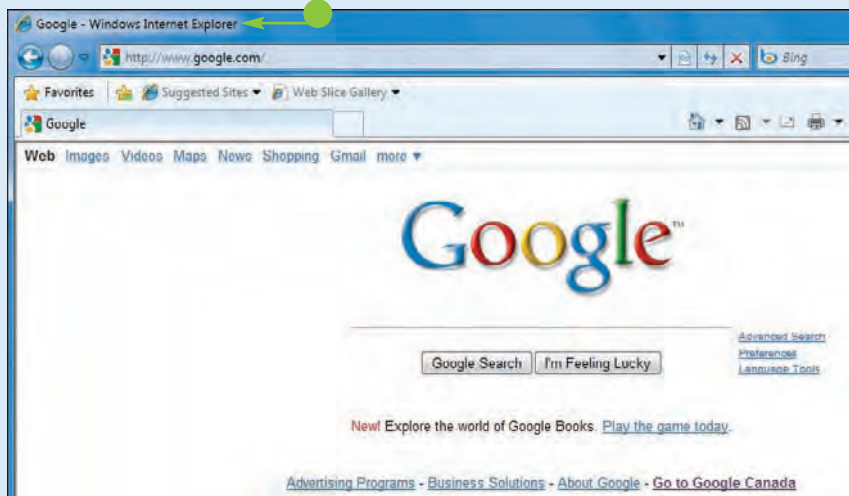 Google - Windows Internet Explorer
http://www.google.com/ Bing
Favorites Suggested Sites Web Slice Gallery
Google
Web Images Videos Maps News Shopping Gmail more
Google™
Advanced Search
Preferences
Google Search I'm Feeling Lucky
Language Tools
New! Explore the world of Google Books. Play the game today.
Advertising Programs - Business Solutions - About Google - Go to Google Canada